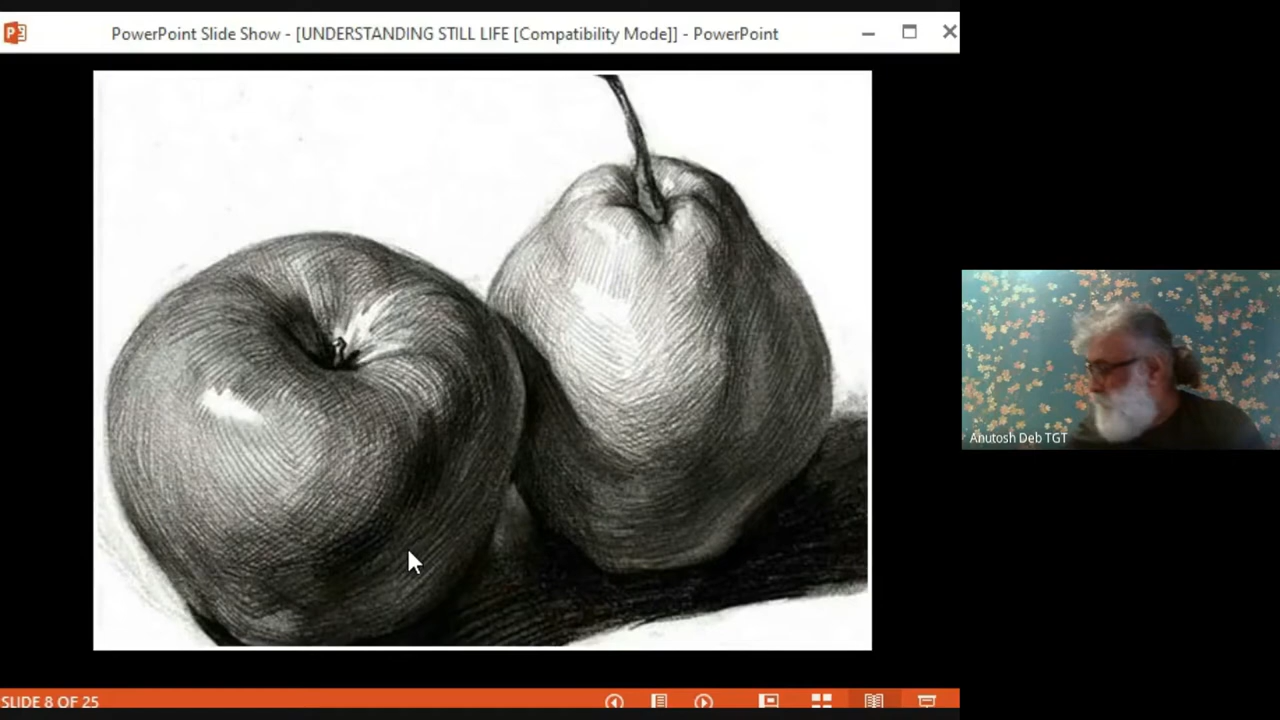 PowerPoint Slide Show - [UNDERSTANDING STILL LIFE [Compatibility Mode]] - PowerPoint
Anutosh Deb TGT
SLIDE 8 OF 25